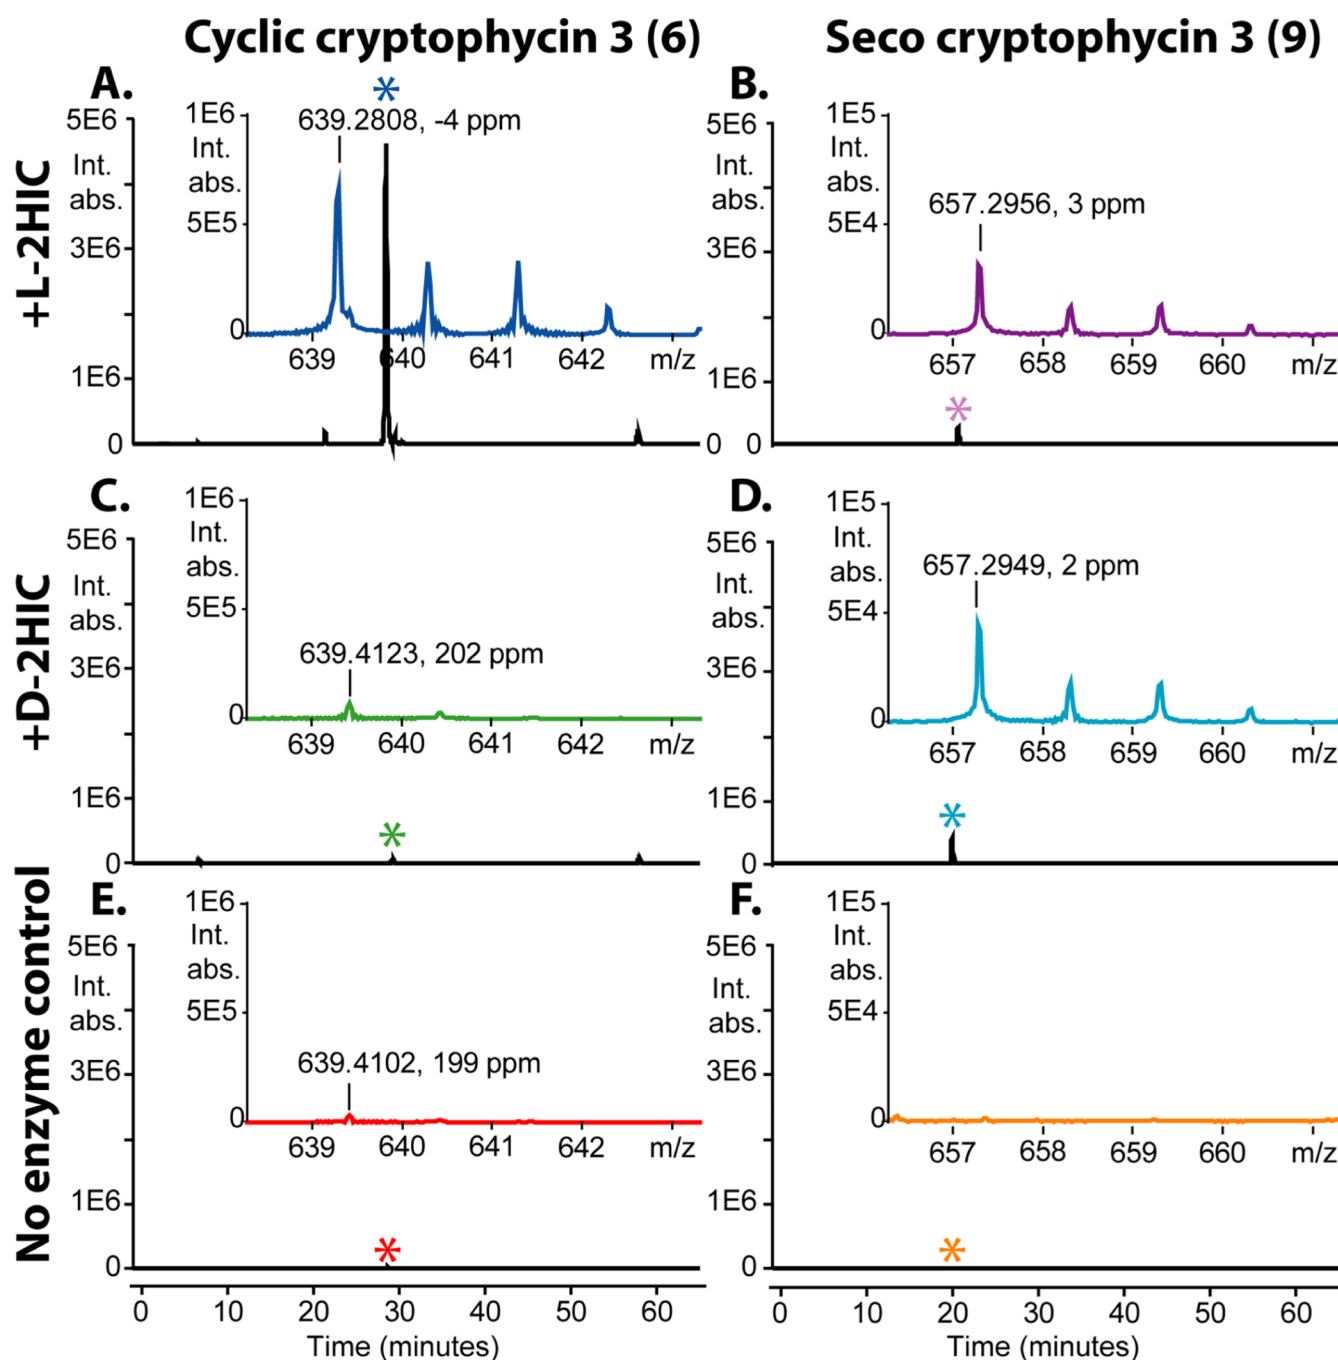 Cyclic cryptophycin 3 (6)
Seco cryptophycin 3 (9)
+L-2HIC
A.
5E6
Int.
abs.
3E6
1E6
0
1E6
Int.
abs.
5E5
0
639.2808, -4 ppm
639 640 641 642 m/z
B.
5E6
Int.
abs.
3E6
1E6
0 0
1E5
Int.
abs.
5E4
0
657.2956, 3 ppm
657 658 659 660 m/z
+D-2HIC
C.
5E6
Int.
abs.
3E6
1E6
0
1E6
Int.
abs.
5E5
0
639.4123, 202 ppm
639 640 641 642 m/z
D.
5E6
Int.
abs.
3E6
1E6
0
1E5
Int.
abs.
5E4
0
657.2949, 2 ppm
657 658 659 660 m/z
No enzyme control
E.
5E6
Int.
abs.
3E6
1E6
0
1E6
Int.
abs.
5E5
0
639.4102, 199 ppm
639 640 641 642 m/z
0 10 20 30 40 50 60
Time (minutes)
F.
5E6
Int.
abs.
3E6
1E6
0
1E5
Int.
abs.
5E4
0
657 658 659 660 m/z
0 10 20 30 40 50 60
Time (minutes)